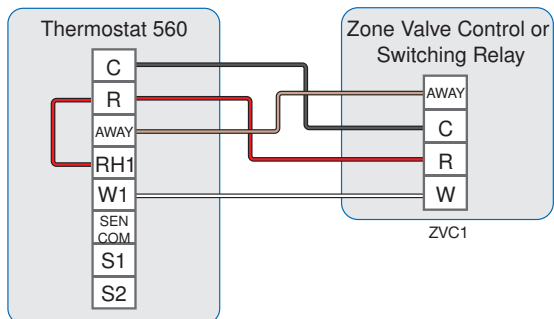 Thermostat 560
C
R
AWAY
RH1
W1
SEN
COM
S1
S2
Zone Valve Control or
Switching Relay
AWAY
C
R
W
ZVC1